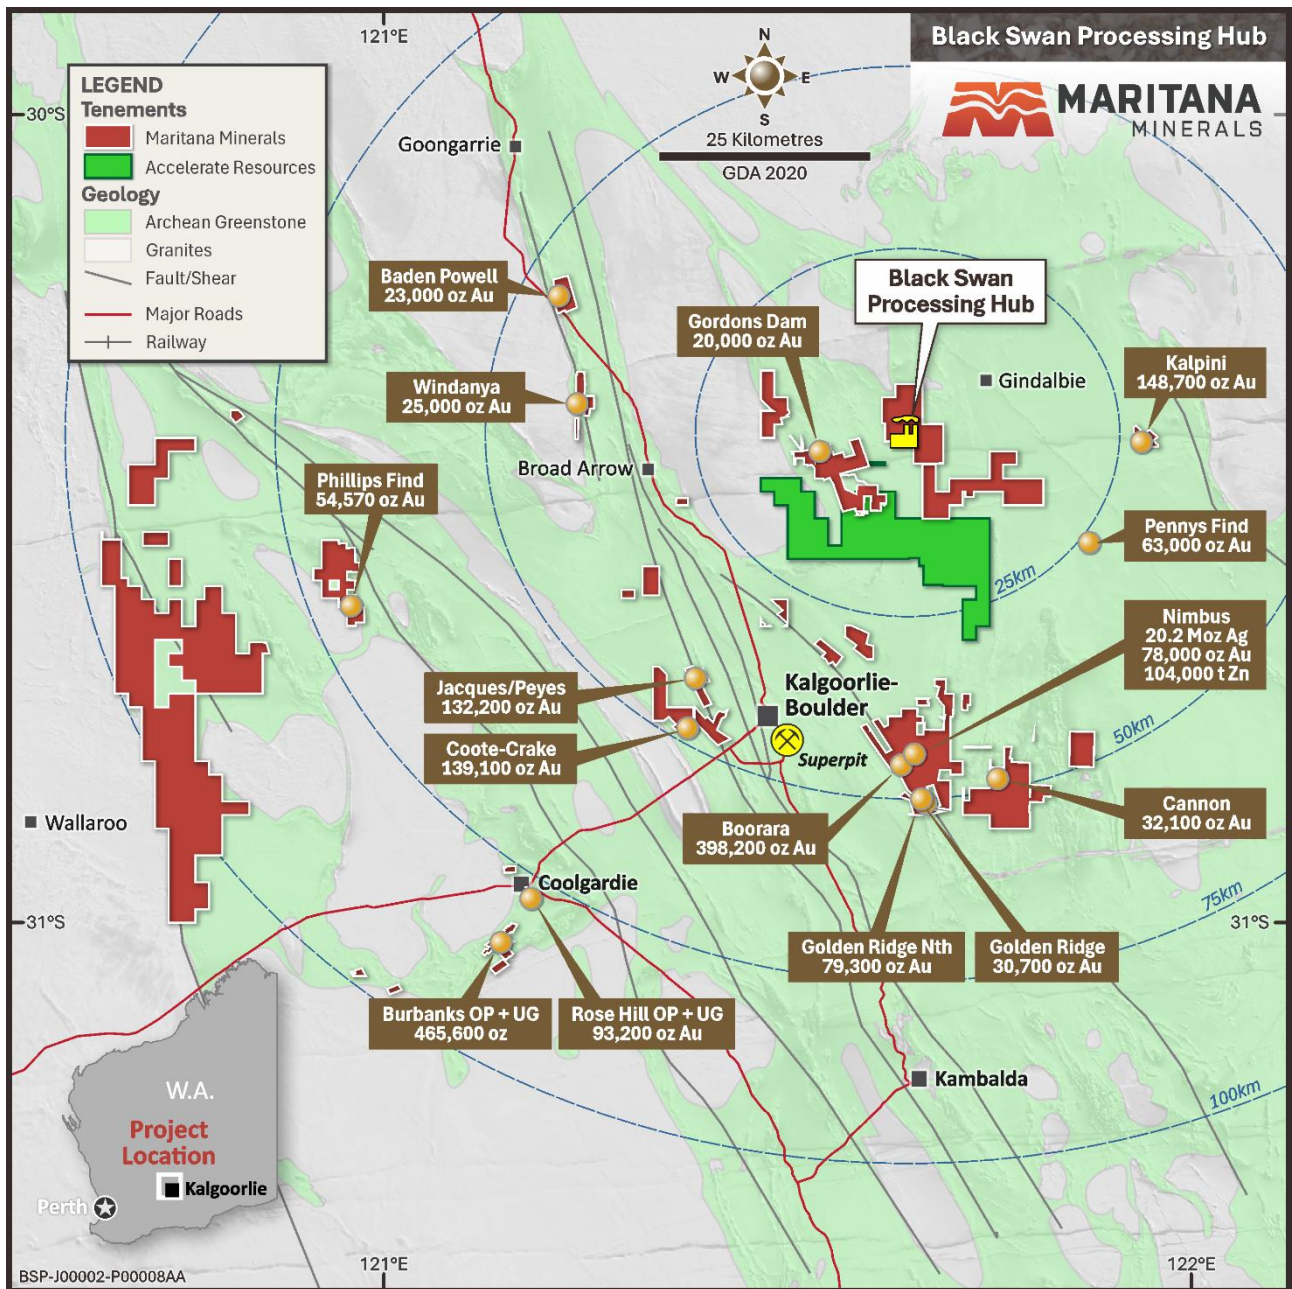 Black Swan Processing Hub
MARITANA
MINERALS
121°E
N
W
E
S
25 Kilometres
GDA 2020
30°S
LEGEND
Tenements
Maritana Minerals
Accelerate Resources
Geology
Archean Greenstone
Granites
Fault/Shear
Major Roads
Railway
Goongarrie
Baden Powell
23,000 oz Au
Black Swan
Processing Hub
Gordons Dam
20,000 oz Au
Gindalbie
Kalpini
148,700 oz Au
Windanya
25,000 oz Au
Broad Arrow
Phillips Find
54,570 oz Au
Pennys Find
63,000 oz Au
25km
Nimbus
20.2 Moz Ag
78,000 oz Au
104,000 t Zn
Jacques/Peyes
132,200 oz Au
Kalgoorlie-
Boulder
50km
Coote-Crake
139,100 oz Au
Superpit
Wallaroo
Cannon
32,100 oz Au
Boorara
398,200 oz Au
Coolgardie
75km
31°S
31°S
Golden Ridge Nth
79,300 oz Au
Golden Ridge
30,700 oz Au
Burbanks OP + UG
465,600 oz
Rose Hill OP + UG
93,200 oz Au
Kambalda
100km
W.A.
Project
Location
Kalgoorlie
Perth
121°E
122°E
BSP-J00002-P00008AA